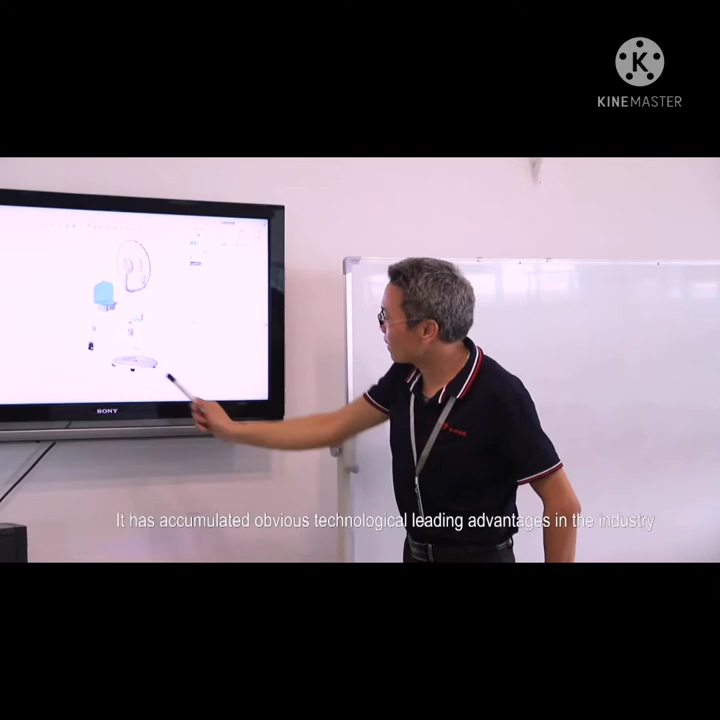 KINEMASTER
SONY
It has accumulated obvious technological leading advantages in the industry